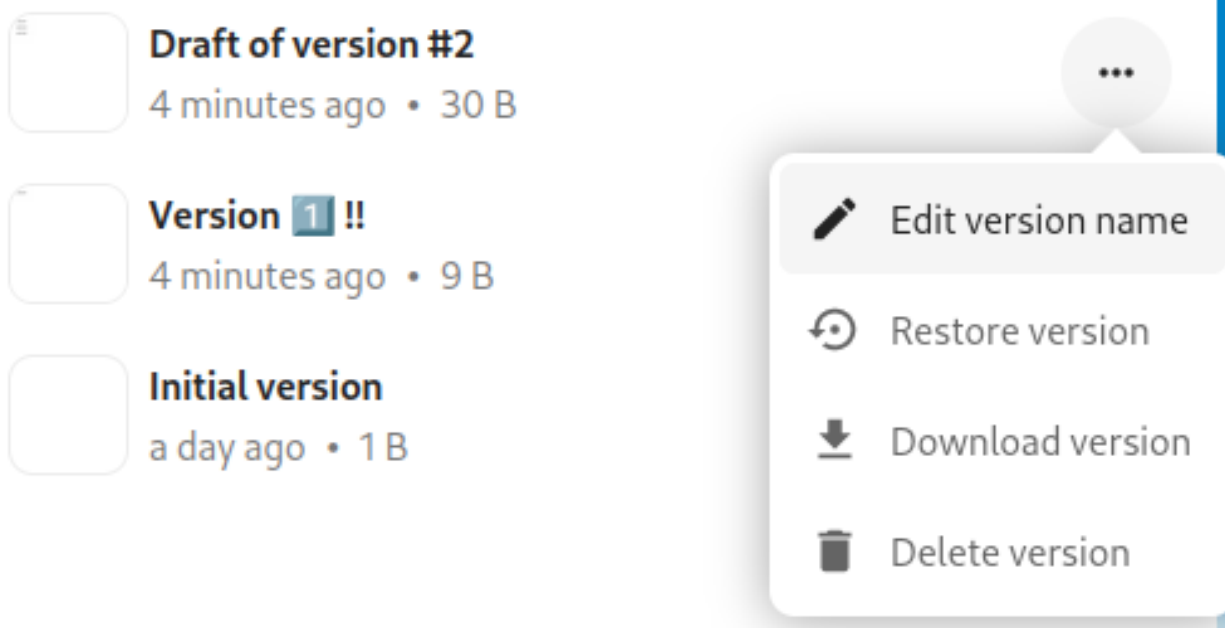 Draft of version #2
4 minutes ago • 30 B
Version 1️⃣ !!
4 minutes ago • 9 B
Initial version
a day ago • 1 B
Edit version name
Restore version
Download version
Delete version